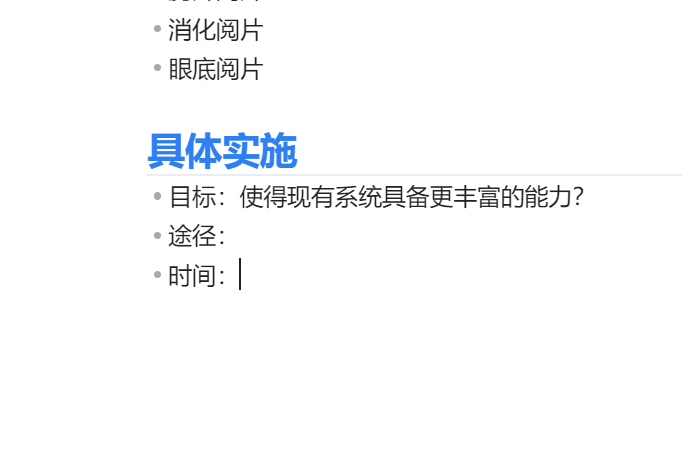 消化阅片
眼底阅片
具体实施
目标：使得现有系统具备更丰富的能力？
途径：
时间：